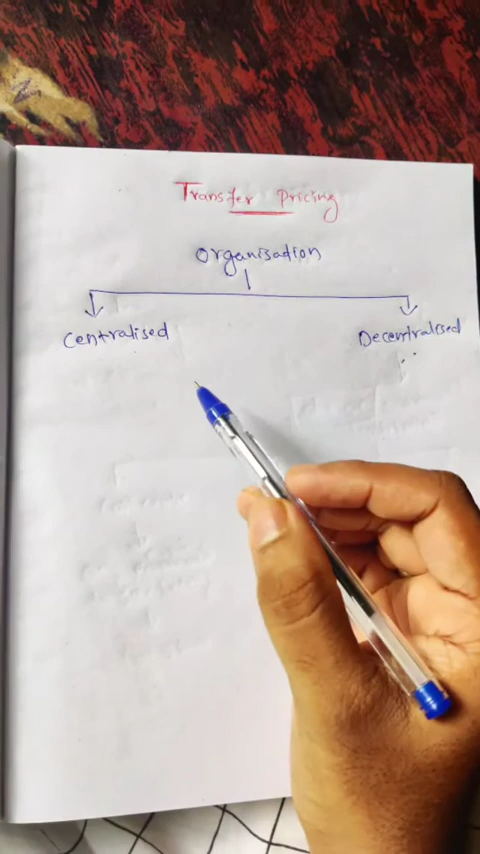 Transfer Pricing
Organisation
Centralised
Decentralised